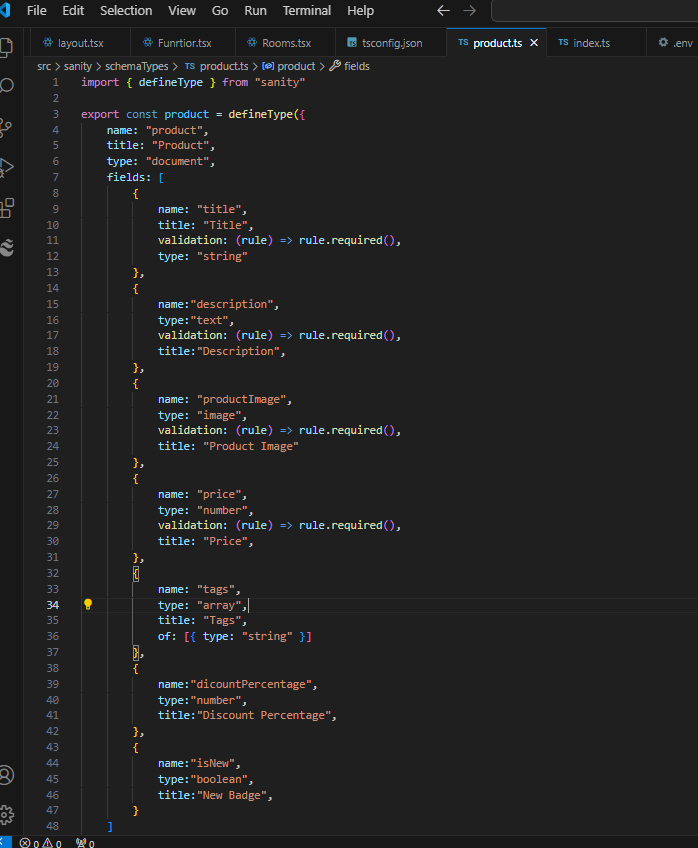 File Edit Selection View Go Run Terminal Help
layout.tsx Funrtior.tsx Rooms.tsx tsconfig.json TS product.ts TS index.ts .env
src > sanity > schemaTypes > TS product.ts > product > fields
1 import { defineType } from "sanity"
2
3 export const product = defineType({
4 name: "product",
5 title: "Product",
6 type: "document",
7 fields: [
8 {
9 name: "title",
10 title: "Title",
11 validation: (rule) => rule.required(),
12 type: "string"
13 },
14 {
15 name:"description",
16 type:"text",
17 validation: (rule) => rule.required(),
18 title:"Description",
19 },
20 {
21 name: "productImage",
22 type: "image",
23 validation: (rule) => rule.required(),
24 title: "Product Image"
25 },
26 {
27 name: "price",
28 type: "number",
29 validation: (rule) => rule.required(),
30 title: "Price",
31 },
32 {
33 name: "tags",
34 type: "array",
35 title: "Tags",
36 of: [{ type: "string" }]
37 },
38 {
39 name:"dicountPercentage",
40 type:"number",
41 title:"Discount Percentage",
42 },
43 {
44 name:"isNew",
45 type:"boolean",
46 title:"New Badge",
47 }
48 ]
0 0 0